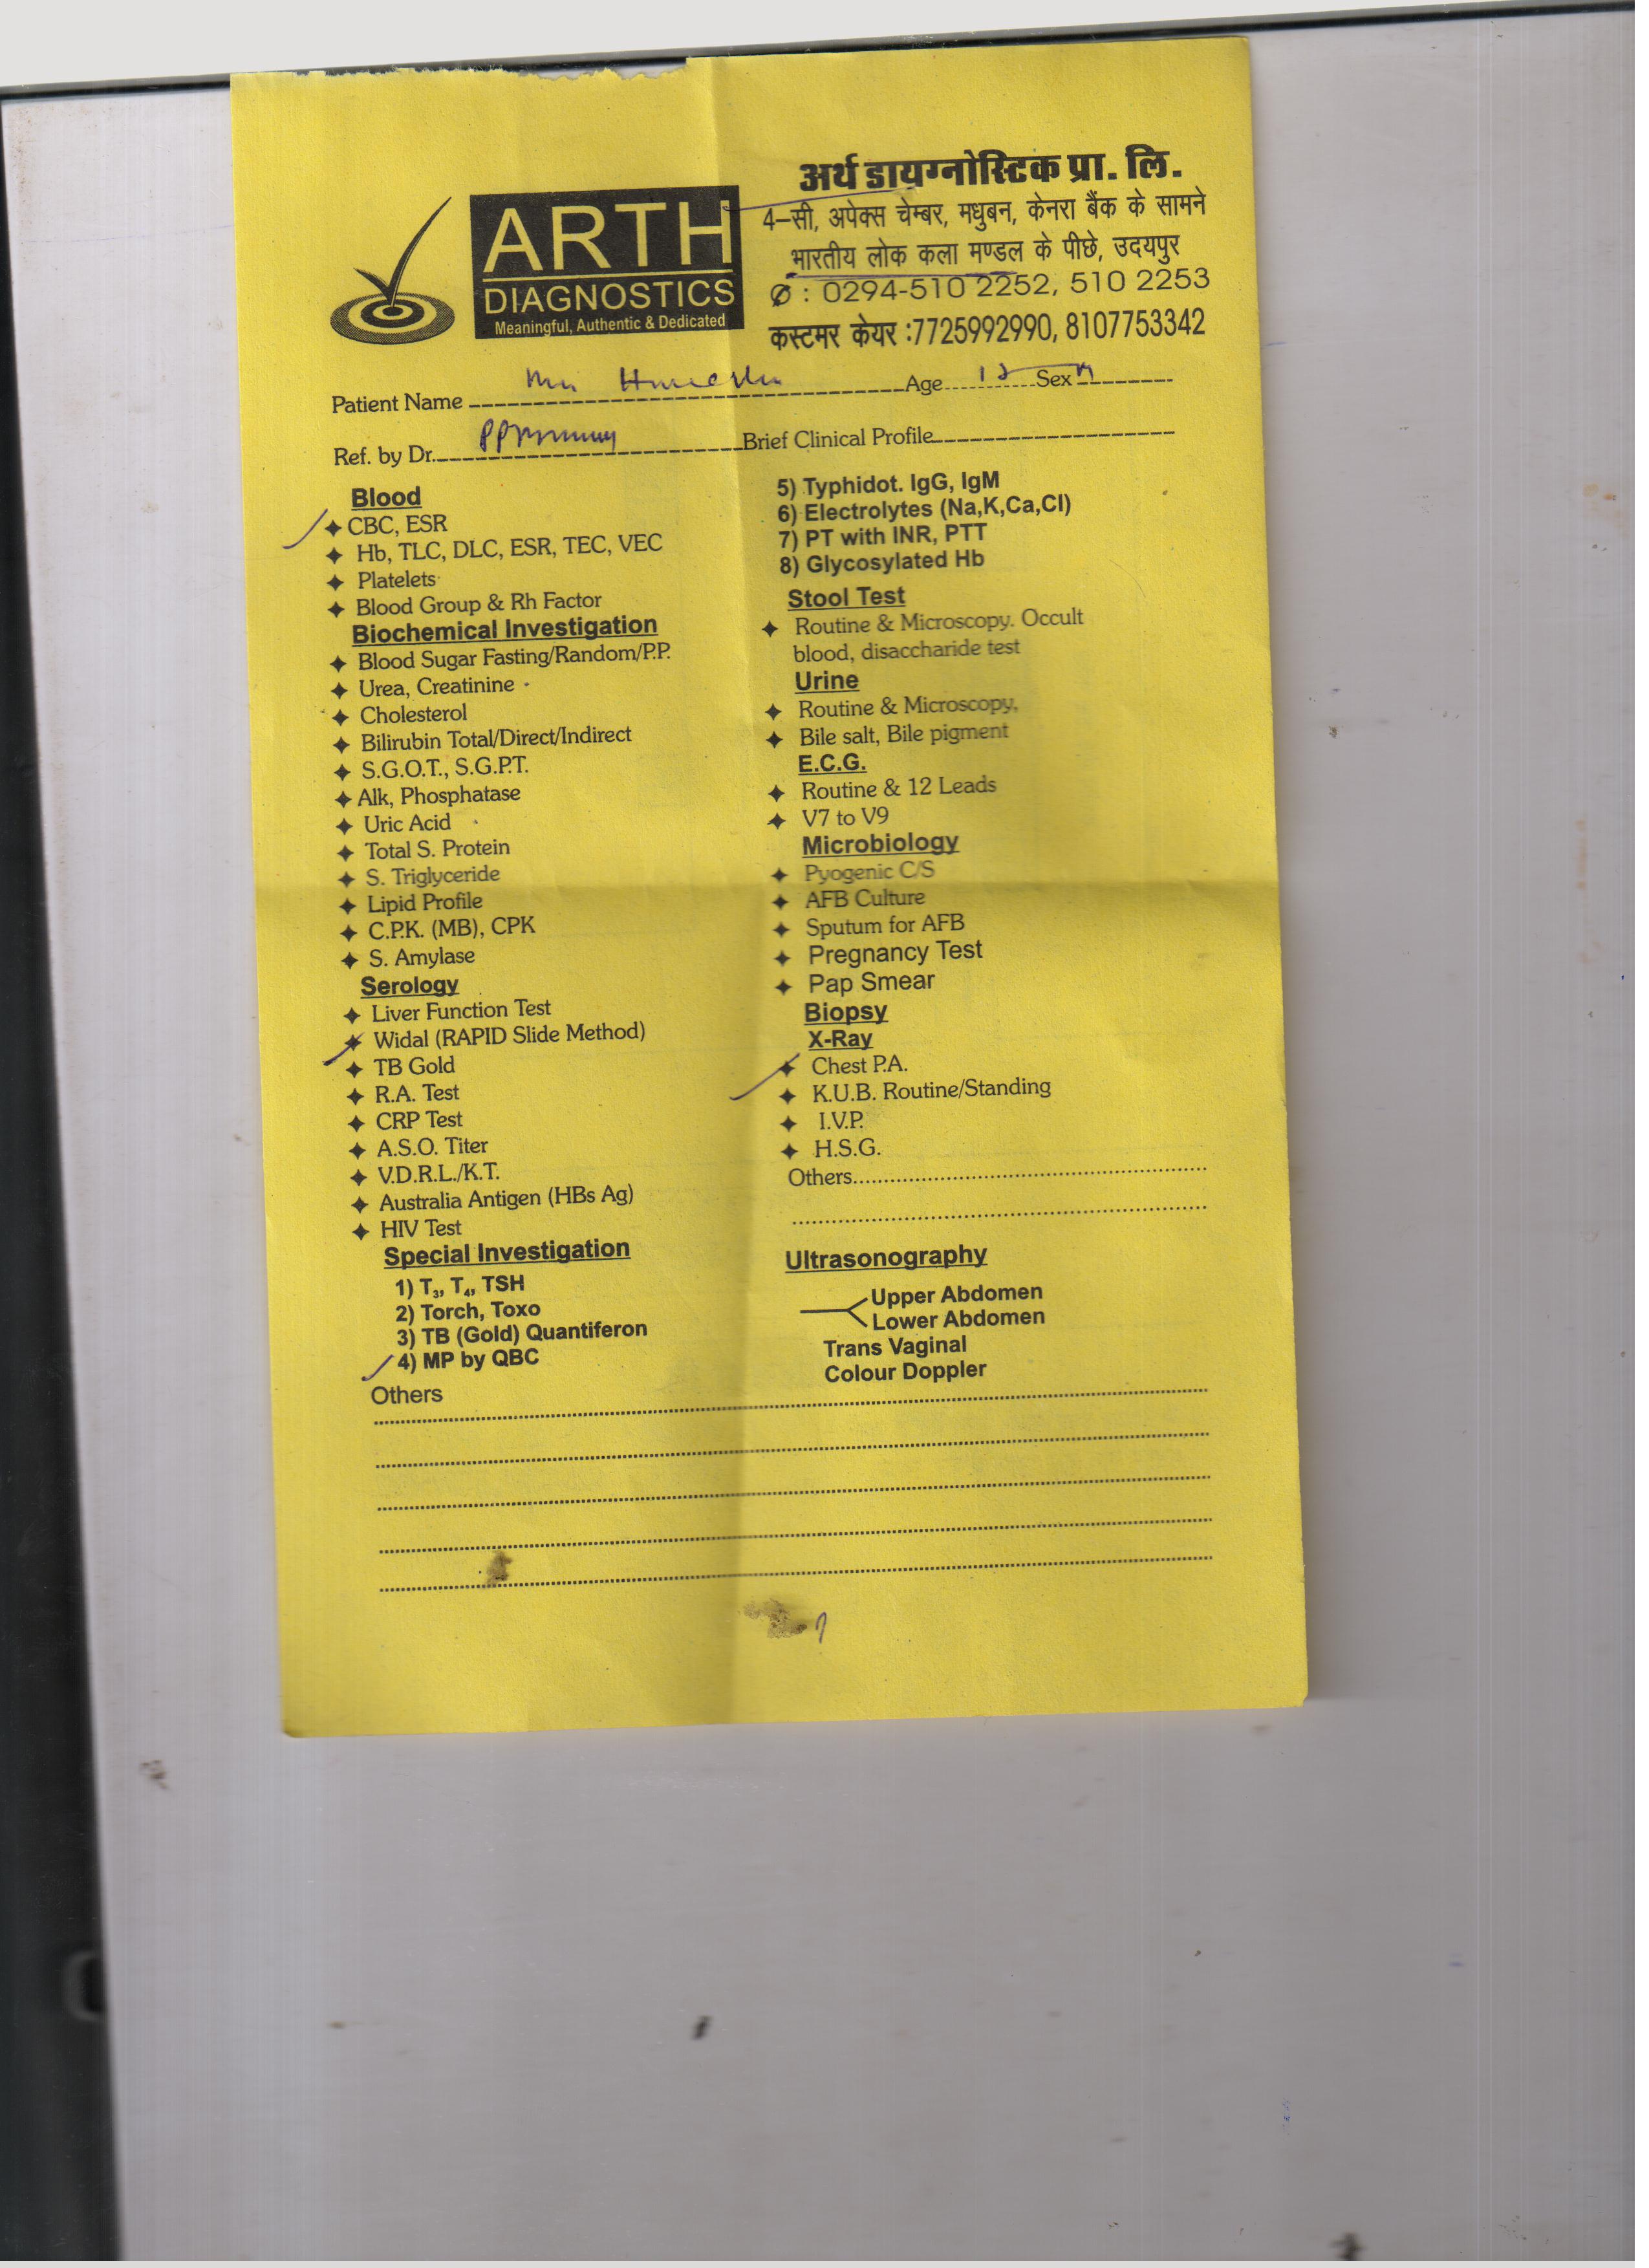 अर्थ डायग्नोस्टिक प्रा. लि.
4-सी, अपेक्स चेम्बर, मधुबन, केनरा बैंक के सामने
भारतीय लोक कला मण्डल के पीछे, उदयपुर
: 0294-510 2252, 510 2253
कस्टमर केयर :7725992990, 8107753342
ARTH
DIAGNOSTICS
Meaningful, Authentic & Dedicated
Patient Name Age Sex
Ref. by Dr. Brief Clinical Profile
Blood
CBC, ESR
Hb, TLC, DLC, ESR, TEC, VEC
Platelets
Blood Group & Rh Factor
Biochemical Investigation
Blood Sugar Fasting/Random/P.P.
Urea, Creatinine
Cholesterol
Bilirubin Total/Direct/Indirect
S.G.O.T., S.G.P.T.
Alk, Phosphatase
Uric Acid
Total S. Protein
S. Triglyceride
Lipid Profile
C.P.K. (MB), CPK
S. Amylase
Serology
Liver Function Test
Widal (RAPID Slide Method)
TB Gold
R.A. Test
CRP Test
A.S.O. Titer
V.D.R.L./K.T.
Australia Antigen (HBs Ag)
HIV Test
Special Investigation
1) T3, T4, TSH
2) Torch, Toxo
3) TB (Gold) Quantiferon
4) MP by QBC
Others
5) Typhidot. IgG, IgM
6) Electrolytes (Na,K,Ca,Cl)
7) PT with INR, PTT
8) Glycosylated Hb
Stool Test
Routine & Microscopy. Occult
blood, disaccharide test
Urine
Routine & Microscopy,
Bile salt, Bile pigment
E.C.G.
Routine & 12 Leads
V7 to V9
Microbiology
Pyogenic C/S
AFB Culture
Sputum for AFB
Pregnancy Test
Pap Smear
Biopsy
X-Ray
Chest P.A.
K.U.B. Routine/Standing
I.V.P.
H.S.G.
Others
Ultrasonography
Upper Abdomen
Lower Abdomen
Trans Vaginal
Colour Doppler